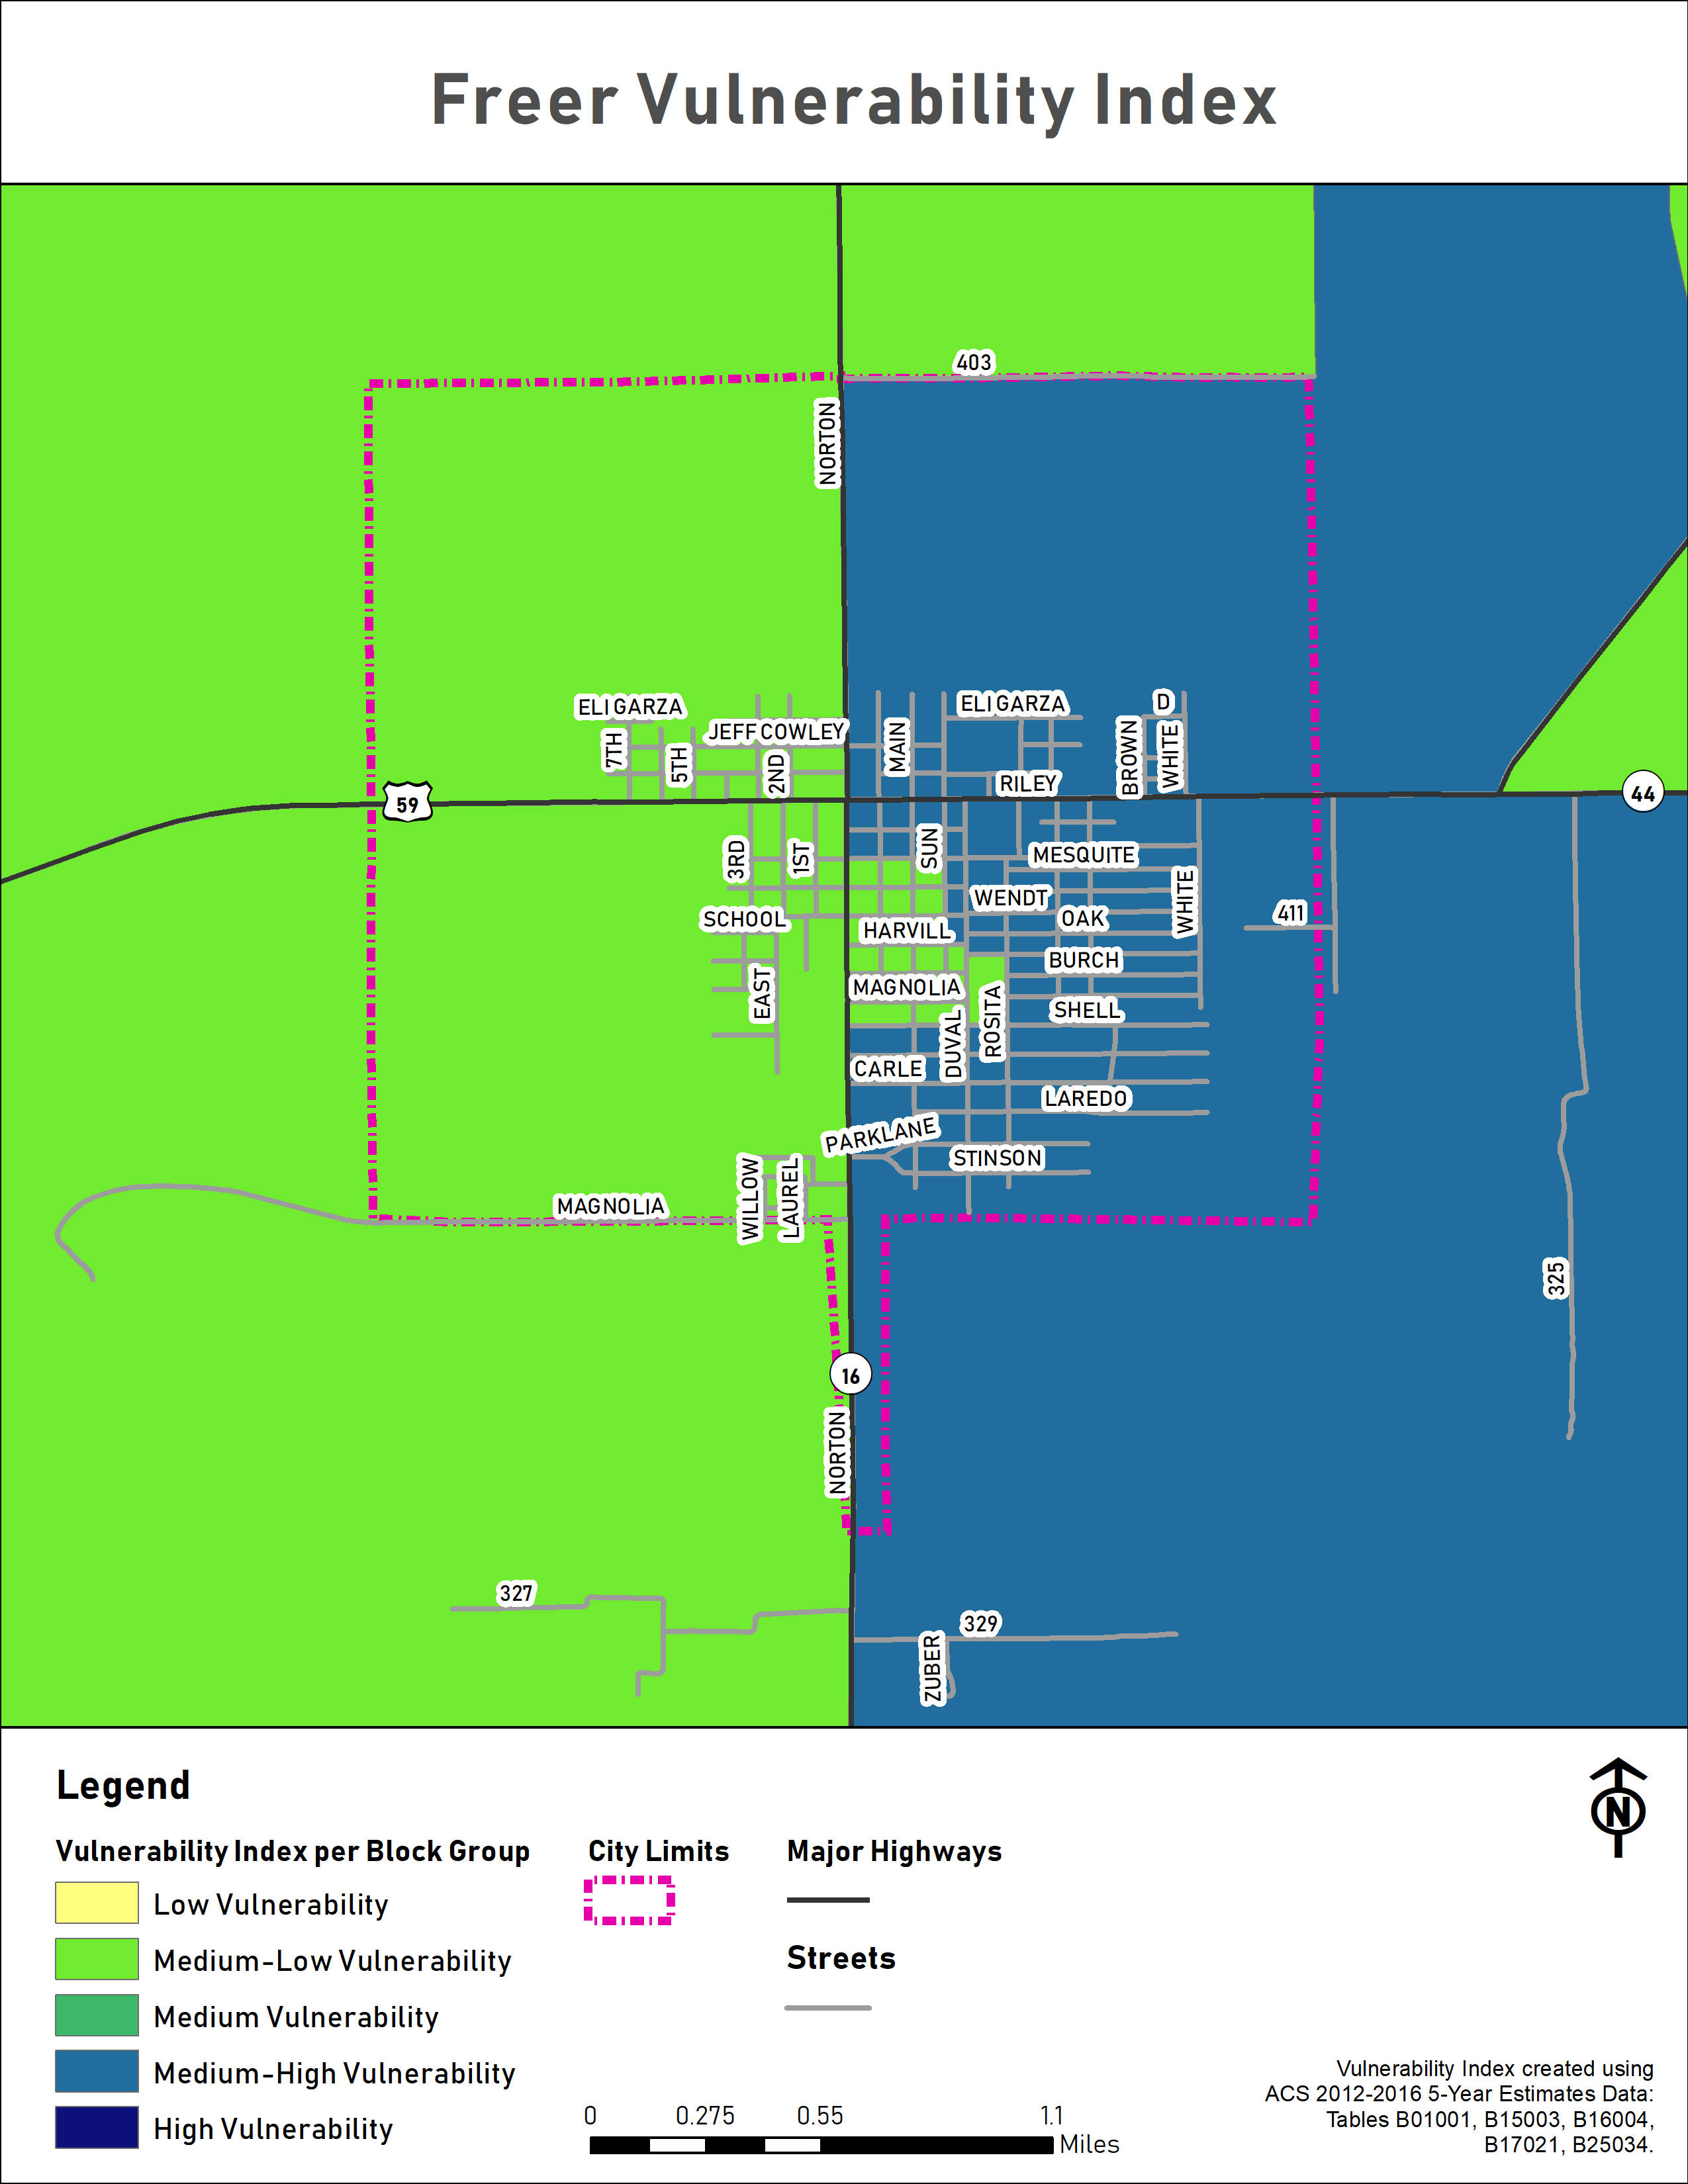 Freer Vulnerability Index
403
NORTON
ELI GARZA
ELI GARZA
D
JEFF COWLEY
MAIN
7TH
5TH
2ND
BROWN
WHITE
RILEY
59
44
3RD
1ST
SUN
MESQUITE
WENDT
WHITE
SCHOOL
OAK
411
HARVILL
BURCH
EAST
MAGNOLIA
ROSITA
SHELL
DUVAL
CARLE
LAREDO
PARKLANE
STINSON
WILLOW
LAUREL
MAGNOLIA
325
16
NORTON
327
329
ZUBER
Legend
Vulnerability Index per Block Group
Low Vulnerability
Medium-Low Vulnerability
Medium Vulnerability
Medium-High Vulnerability
High Vulnerability
City Limits
Major Highways
Streets
N
0 0.275 0.55 1.1
Miles
Vulnerability Index created using
ACS 2012-2016 5-Year Estimates Data:
Tables B01001, B15003, B16004,
B17021, B25034.